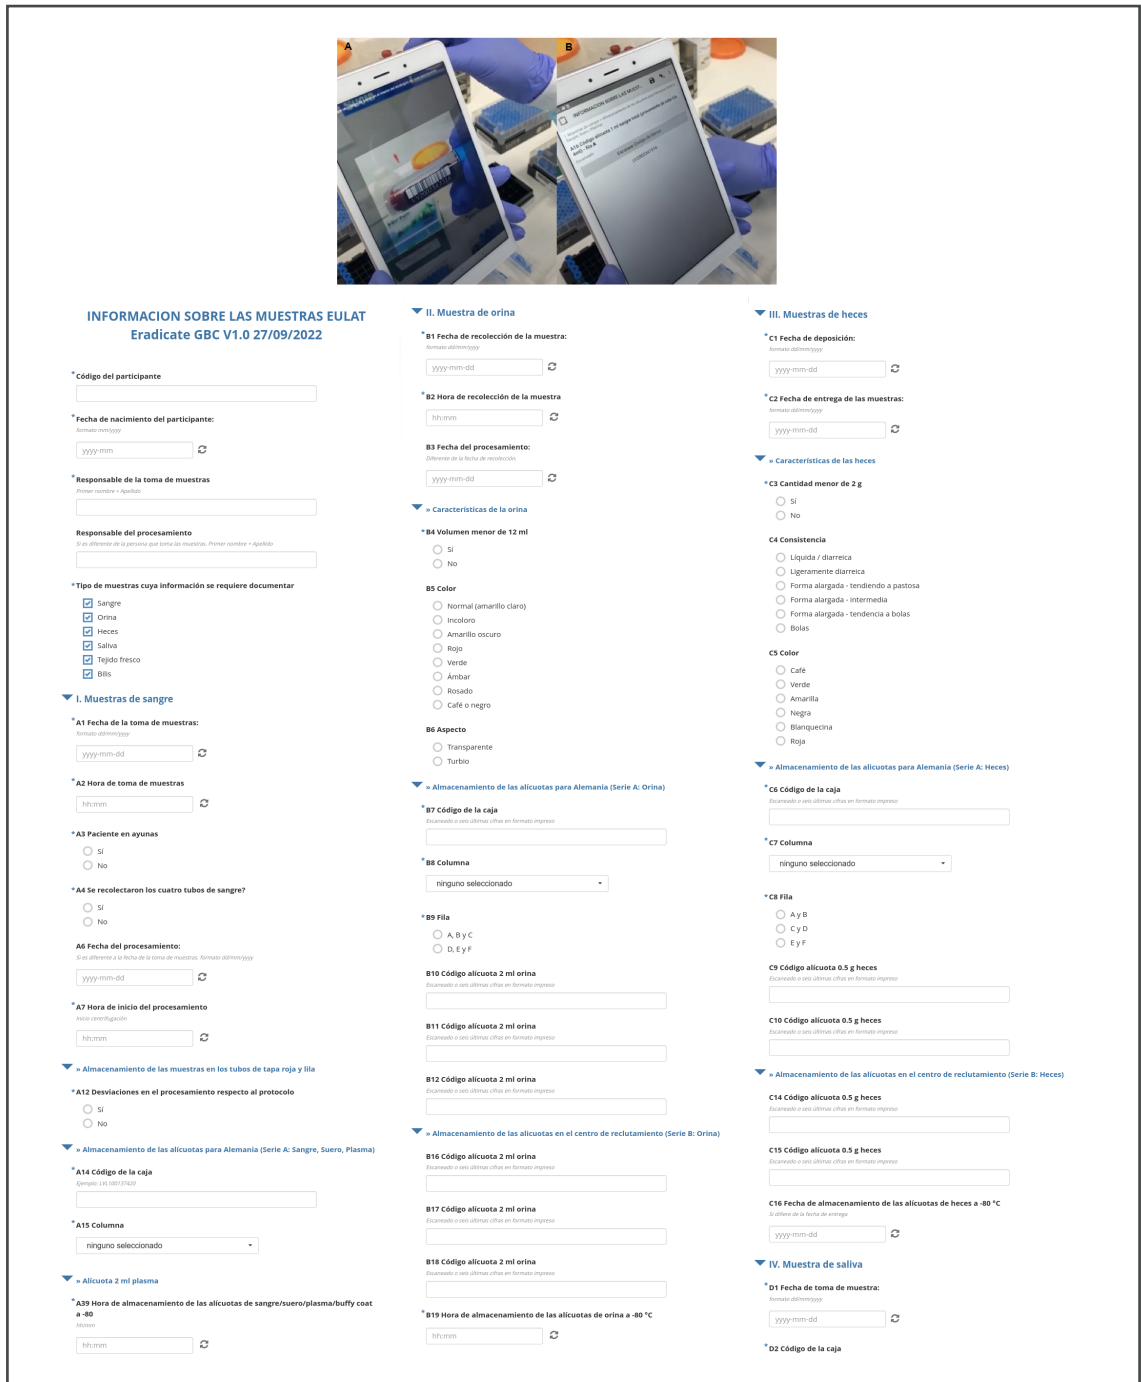 A
B
INFORMACION SOBRE LAS MUEST...
A16 Código alícuota 1 ml sangre total
INFORMACION SOBRE LAS MUESTRAS EULAT
Eradicate GBC V1.0 27/09/2022
*Código del participante
*Fecha de nacimiento del participante:
formato mm/yyyy
yyyy-mm
*Responsable de la toma de muestras
Primer nombre + Apellido
Responsable del procesamiento
Si es diferente de la persona que toma las muestras. Primer nombre + Apellido
*Tipo de muestras cuya información se requiere documentar
Sangre
Orina
Heces
Saliva
Tejido fresco
Bilis
I. Muestras de sangre
*A1 Fecha de la toma de muestras:
formato dd/mm/yyyy
yyyy-mm-dd
*A2 Hora de toma de muestras
hh:mm
*A3 Paciente en ayunas
Sí
No
*A4 Se recolectaron los cuatro tubos de sangre?
Sí
No
A6 Fecha del procesamiento:
Si es diferente a la fecha de la toma de muestras. formato dd/mm/yyyy
yyyy-mm-dd
*A7 Hora de inicio del procesamiento
Inicio centrifugación
hh:mm
» Almacenamiento de las muestras en los tubos de tapa roja y lila
*A12 Desviaciones en el procesamiento respecto al protocolo
Sí
No
» Almacenamiento de las alícuotas para Alemania (Serie A: Sangre, Suero, Plasma)
*A14 Código de la caja
Ejemplo: LVL100137420
*A15 Columna
ninguno seleccionado
» Alícuota 2 ml plasma
*A39 Hora de almacenamiento de las alícuotas de sangre/suero/plasma/buffy coat
a -80
hh:mm
hh:mm
II. Muestra de orina
*B1 Fecha de recolección de la muestra:
formato dd/mm/yyyy
yyyy-mm-dd
*B2 Hora de recolección de la muestra
hh:mm
B3 Fecha del procesamiento:
Diferente de la fecha de recolección.
yyyy-mm-dd
» Características de la orina
*B4 Volumen menor de 12 ml
Sí
No
B5 Color
Normal (amarillo claro)
Incoloro
Amarillo oscuro
Rojo
Verde
Ámbar
Rosado
Café o negro
B6 Aspecto
Transparente
Turbio
» Almacenamiento de las alícuotas para Alemania (Serie A: Orina)
*B7 Código de la caja
Escaneado o seis últimas cifras en formato impreso
*B8 Columna
ninguno seleccionado
*B9 Fila
A, B y C
D, E y F
B10 Código alícuota 2 ml orina
Escaneado o seis últimas cifras en formato impreso
B11 Código alícuota 2 ml orina
Escaneado o seis últimas cifras en formato impreso
B12 Código alícuota 2 ml orina
Escaneado o seis últimas cifras en formato impreso
» Almacenamiento de las alicuotas en el centro de reclutamiento (Serie B: Orina)
B16 Código alícuota 2 ml orina
Escaneado o seis últimas cifras en formato impreso
B17 Código alícuota 2 ml orina
Escaneado o seis últimas cifras en formato impreso
B18 Código alícuota 2 ml orina
Escaneado o seis últimas cifras en formato impreso
*B19 Hora de almacenamiento de las alícuotas de orina a -80 °C
hh:mm
III. Muestras de heces
*C1 Fecha de deposición:
formato dd/mm/yyyy
yyyy-mm-dd
*C2 Fecha de entrega de las muestras:
formato dd/mm/yyyy
yyyy-mm-dd
» Características de las heces
*C3 Cantidad menor de 2 g
Sí
No
C4 Consistencia
Líquida / diarreica
Ligeramente diarreica
Forma alargada - tendiendo a pastosa
Forma alargada - intermedia
Forma alargada - tendencia a bolas
Bolas
C5 Color
Café
Verde
Amarilla
Negra
Blanquecina
Roja
» Almacenamiento de las alícuotas para Alemania (Serie A: Heces)
*C6 Código de la caja
Escaneado o seis últimas cifras en formato impreso
*C7 Columna
ninguno seleccionado
*C8 Fila
A y B
C y D
E y F
C9 Código alícuota 0.5 g heces
Escaneado o seis últimas cifras en formato impreso
C10 Código alícuota 0.5 g heces
Escaneado o seis últimas cifras en formato impreso
» Almacenamiento de las alícuotas en el centro de reclutamiento (Serie B: Heces)
C14 Código alícuota 0.5 g heces
Escaneado o seis últimas cifras en formato impreso
C15 Código alícuota 0.5 g heces
Escaneado o seis últimas cifras en formato impreso
C16 Fecha de almacenamiento de las alícuotas de heces a -80 °C
Si difiere de la fecha de entrega
yyyy-mm-dd
IV. Muestra de saliva
*D1 Fecha de toma de muestra:
formato dd/mm/yyyy
yyyy-mm-dd
*D2 Código de la caja